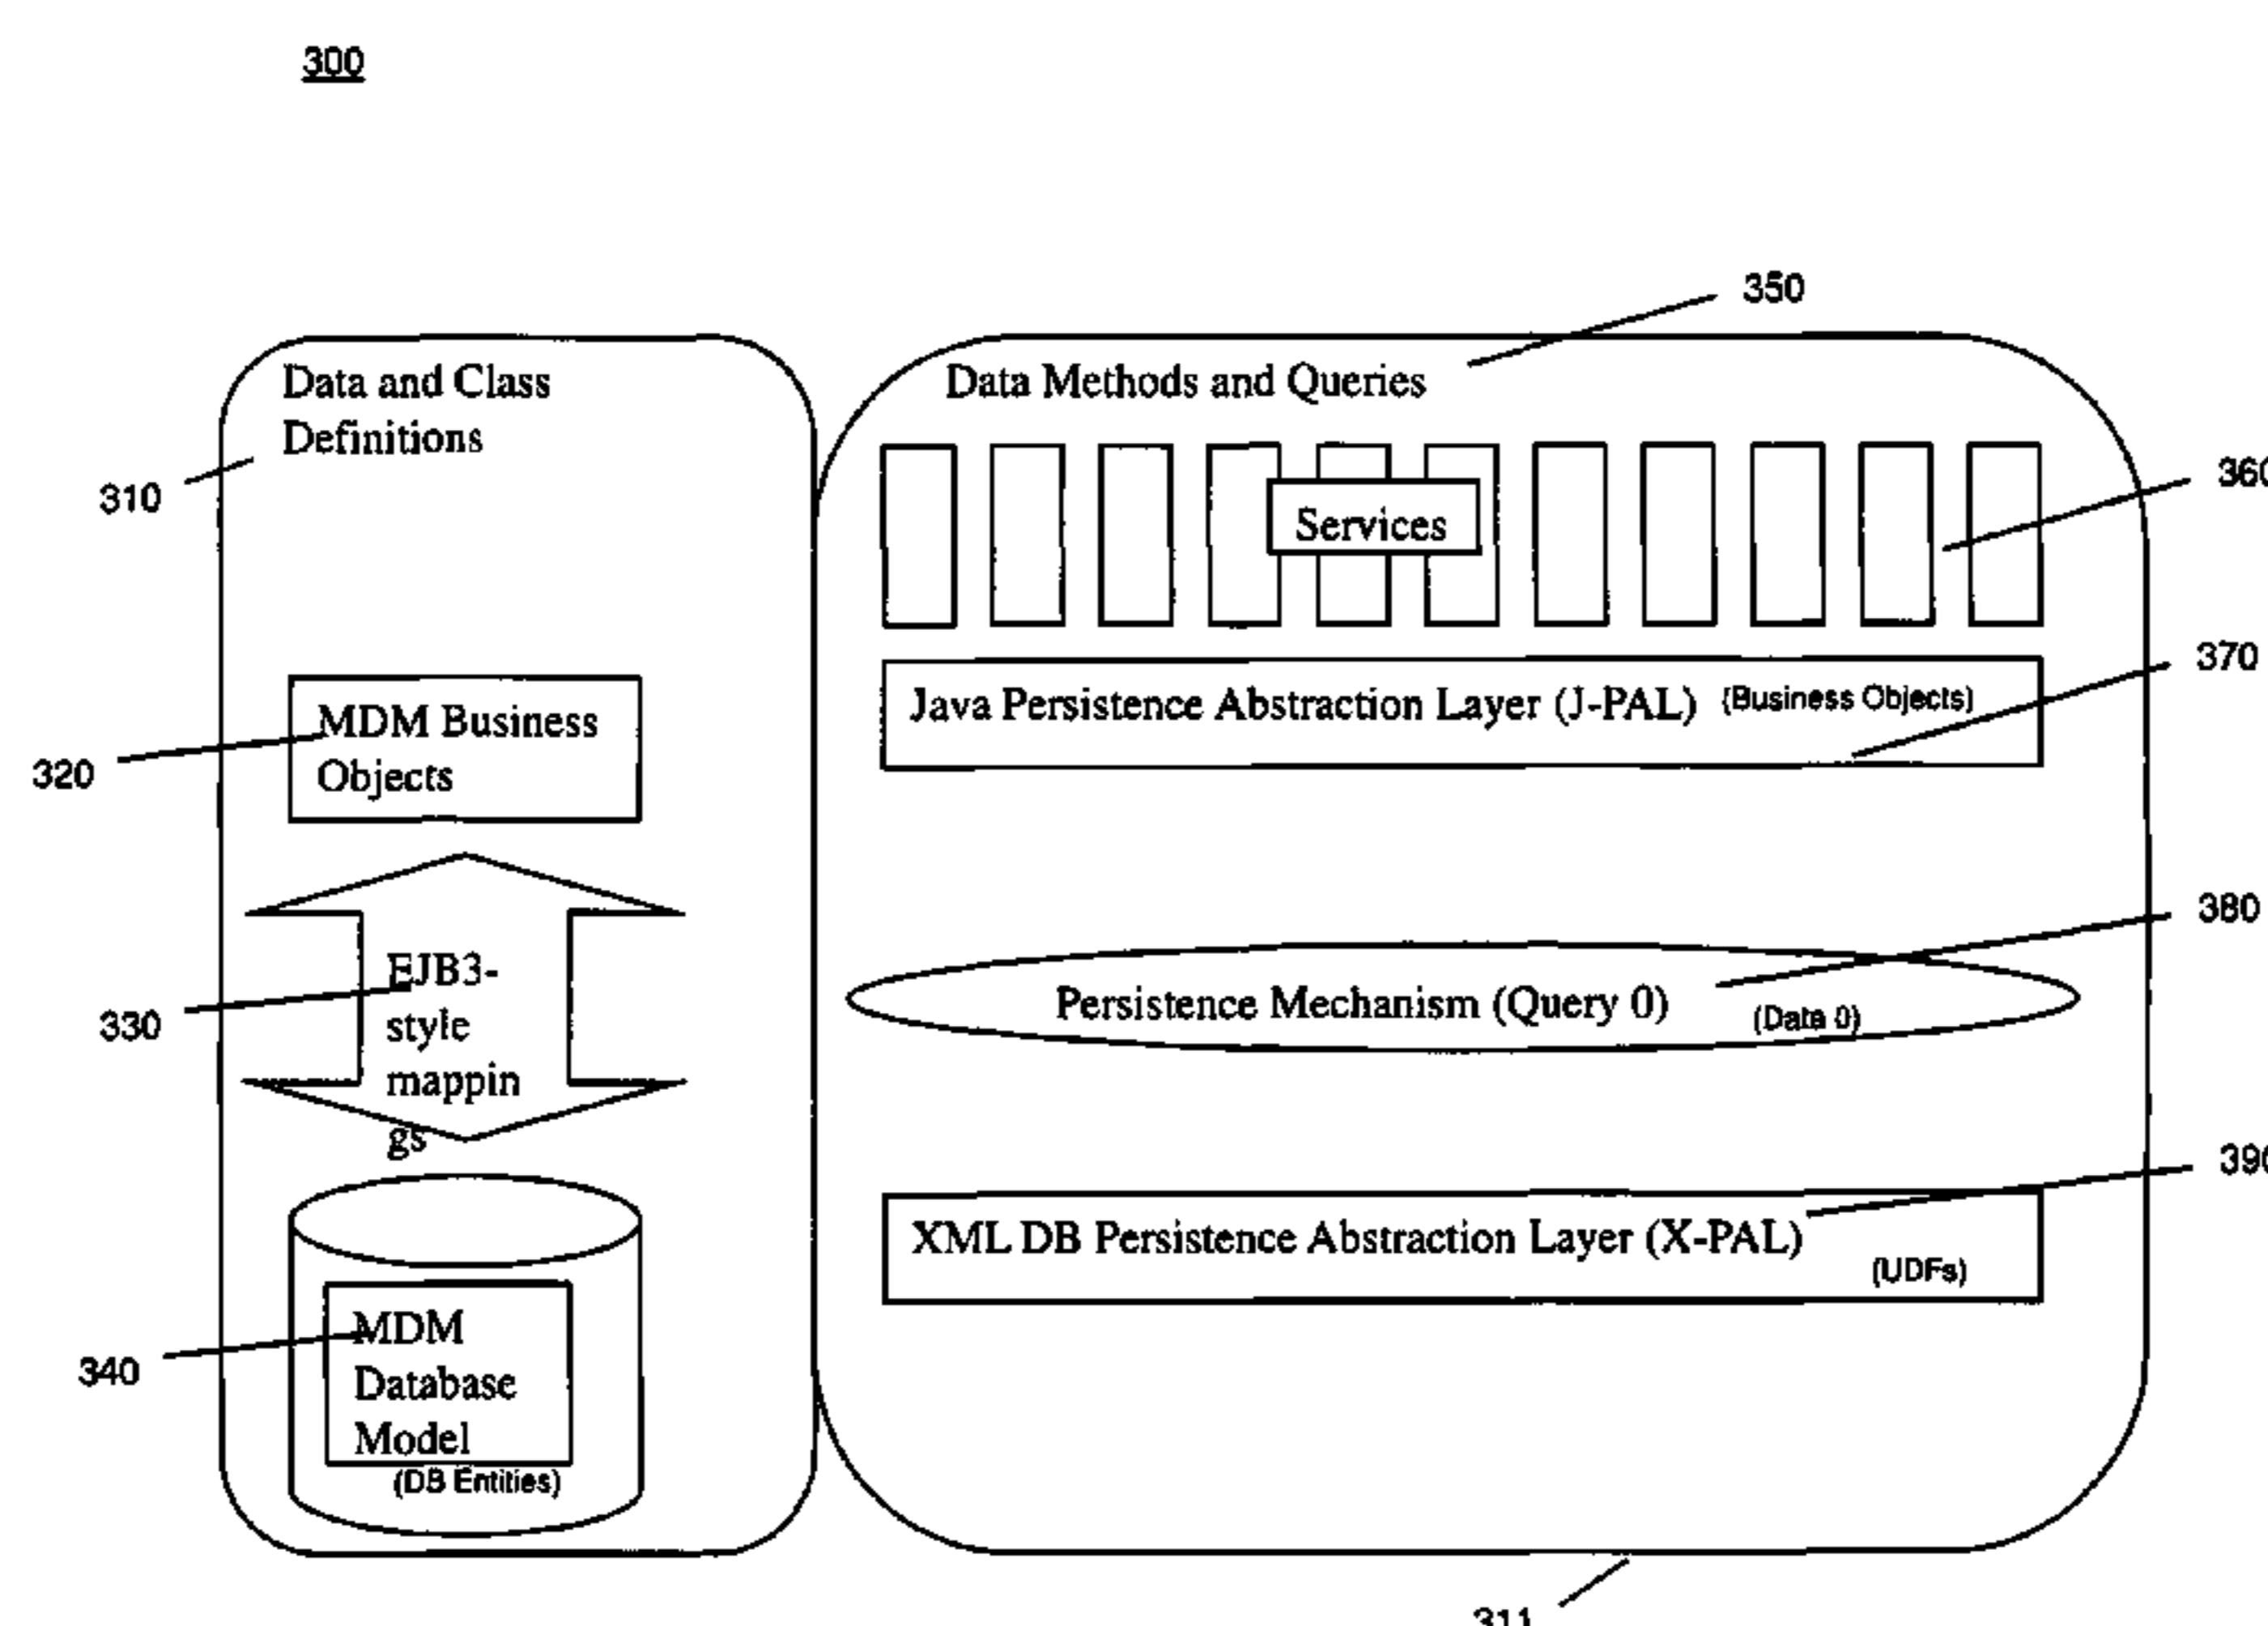 300
350
Data and Class
Definitions
Data Methods and Queries
310
360
Services
370
Java Persistence Abstraction Layer (J-PAL) (Business Objects)
MDM Business
Objects
320
380
EJB3-
style
mappin
gs
330
Persistence Mechanism (Query 0)
(Data 0)
390
XML DB Persistence Abstraction Layer (X-PAL)
(UDFs)
MDM
Database
Model
(DB Entities)
340
311